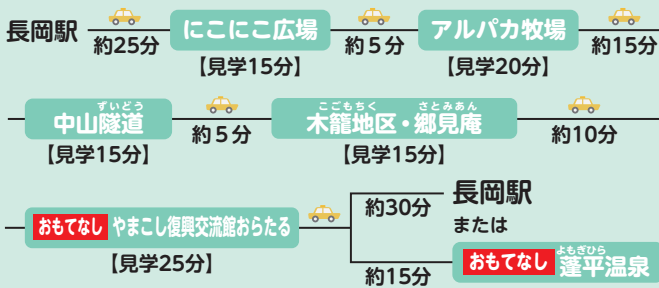 長岡駅 約25分 にこにこ広場 約5分 アルパカ牧場 約15分
【見学15分】 【見学20分】
ずいどう こごもちく さとみあん
中山隧道 約5分 木籠地区・郷見庵 約10分
【見学15分】 【見学15分】
おもてなし やまこし復興交流館おらたる
【見学25分】
約30分 長岡駅
または
よもぎひら
約15分 おもてなし 蓬平温泉